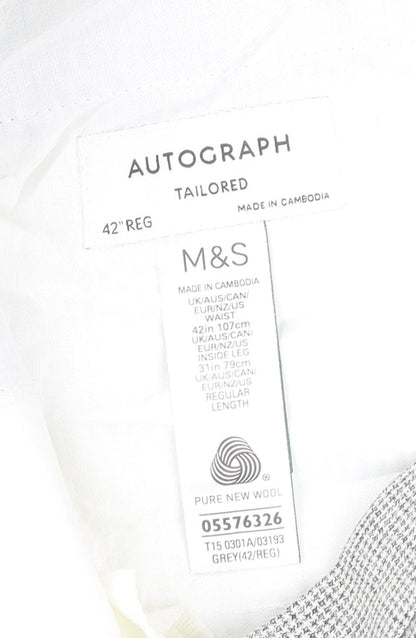 AUTOGRAPH
TAILORED
42" REG
MADE IN CAMBODIA
M&S
MADE IN CAMBODIA
UK/AUS/CAN/
EUR/NZ/US
WAIST
42in 107cm
UK/AUS/CAN/
EUR/NZ/US
INSIDE LEG
31in 79cm
UK/AUS/CAN/
EUR/NZ/US
REGULAR
LENGTH
®
PURE NEW WOOL
05576326
T15 0301A/03193
GREY(42/REG)